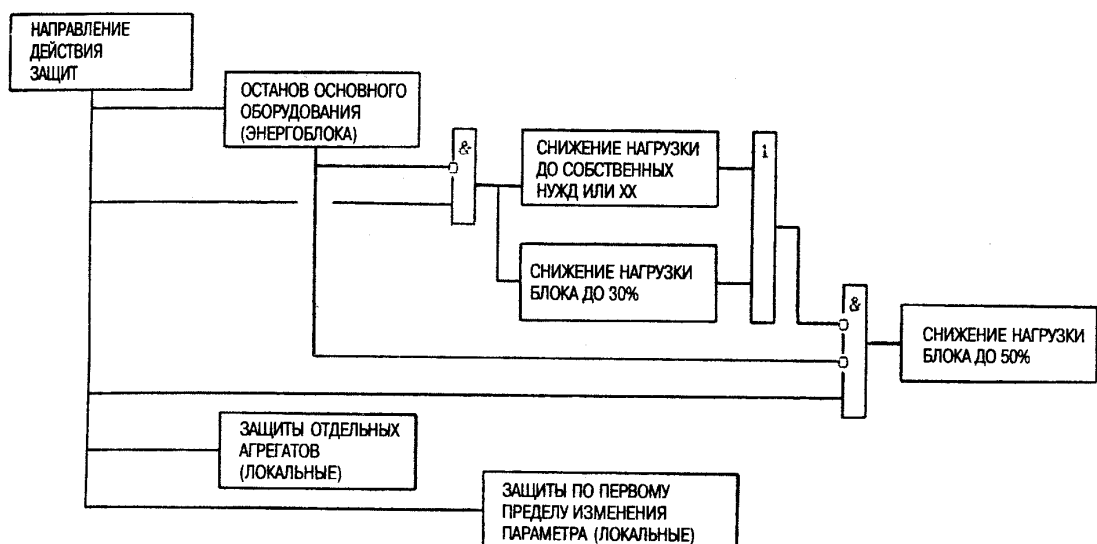 НАПРАВЛЕНИЕ
ДЕЙСТВИЯ
ЗАЩИТ
ОСТАНОВ ОСНОВНОГО
ОБОРУДОВАНИЯ
(ЭНЕРГОБЛОКА)
&
СНИЖЕНИЕ НАГРУЗКИ
ДО СОБСТВЕННЫХ
НУЖД ИЛИ ХХ
1
СНИЖЕНИЕ НАГРУЗКИ
БЛОКА ДО 30%
&
СНИЖЕНИЕ НАГРУЗКИ
БЛОКА ДО 50%
ЗАЩИТЫ ОТДЕЛЬНЫХ
АГРЕГАТОВ
(ЛОКАЛЬНЫЕ)
ЗАЩИТЫ ПО ПЕРВОМУ
ПРЕДЕЛУ ИЗМЕНЕНИЯ
ПАРАМЕТРА (ЛОКАЛЬНЫЕ)